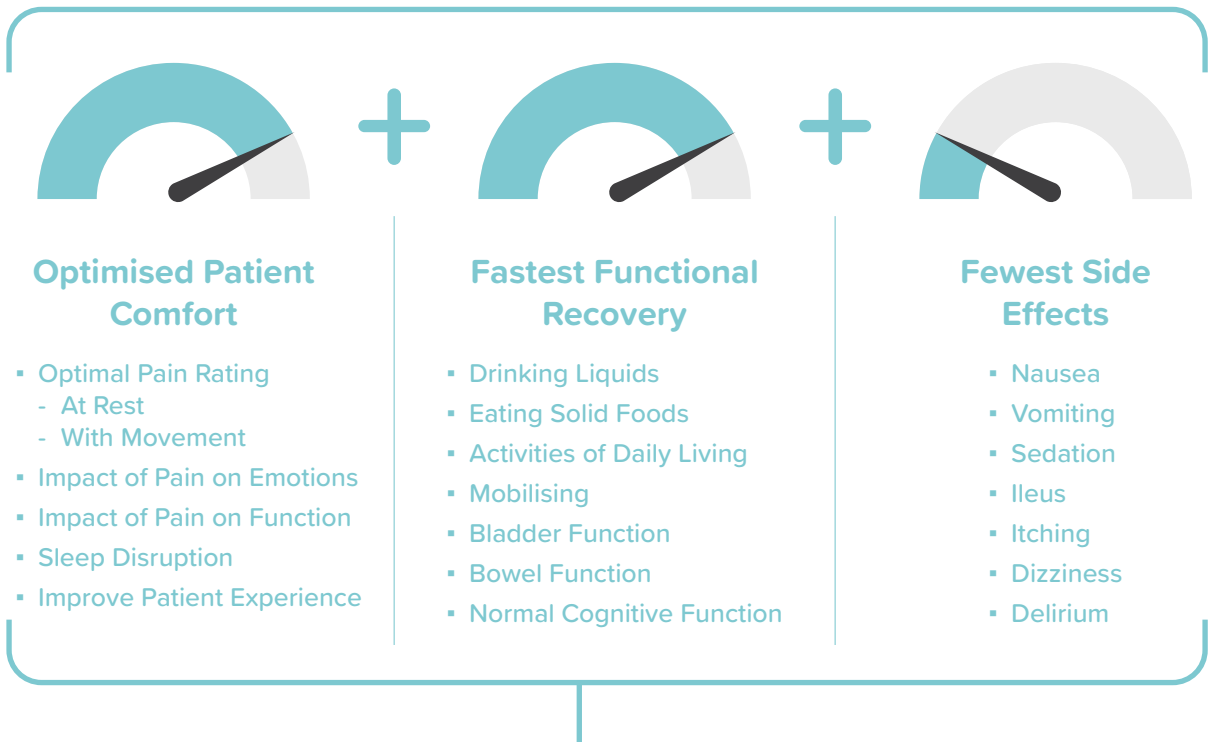 Optimised Patient
Comfort
▪ Optimal Pain Rating
- At Rest
- With Movement
▪ Impact of Pain on Emotions
▪ Impact of Pain on Function
▪ Sleep Disruption
▪ Improve Patient Experience
Fastest Functional
Recovery
▪ Drinking Liquids
▪ Eating Solid Foods
▪ Activities of Daily Living
▪ Mobilising
▪ Bladder Function
▪ Bowel Function
▪ Normal Cognitive Function
Fewest Side
Effects
▪ Nausea
▪ Vomiting
▪ Sedation
▪ Ileus
▪ Itching
▪ Dizziness
▪ Delirium